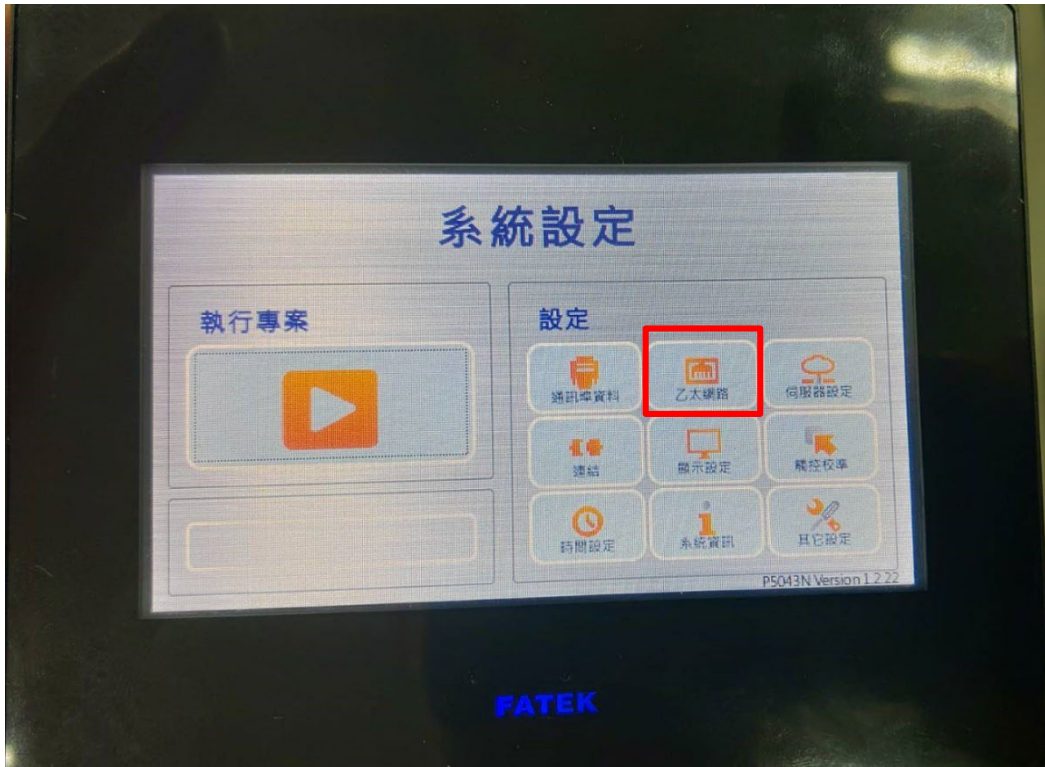 系統設定
執行專案
設定
通訊埠資料
乙太網路
伺服器設定
連結
顯示設定
觸控校準
時間設定
系統資訊
其它設定
P5043N Version 1.2.22
FATEK